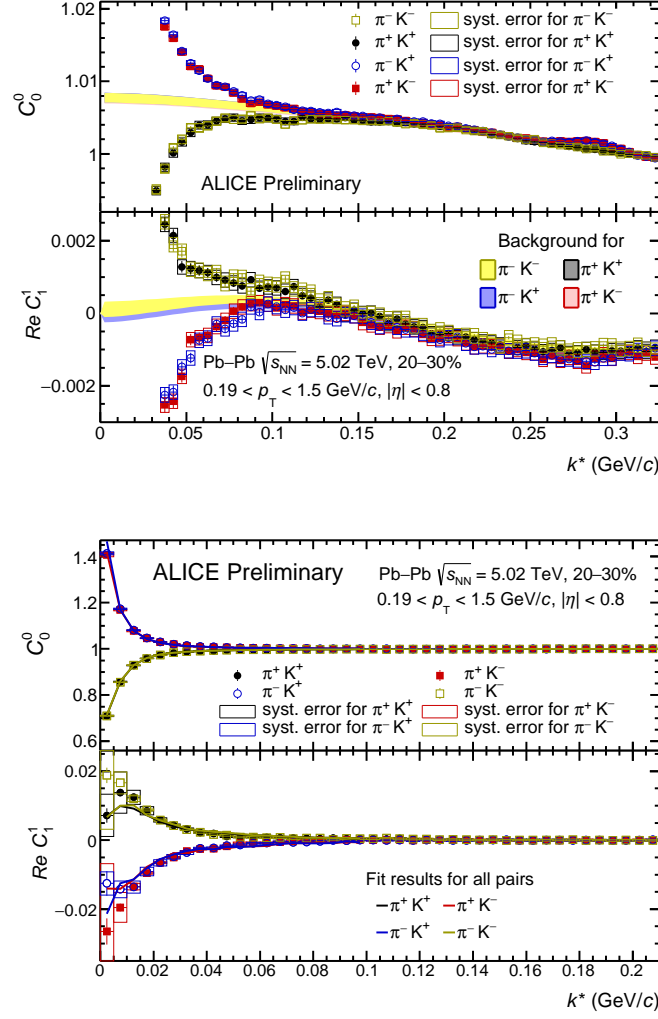 1.02
1.01
1
C⁰₀
π⁻ K⁻
π⁺ K⁺
π⁻ K⁺
π⁺ K⁻
syst. error for π⁻ K⁻
syst. error for π⁺ K⁺
syst. error for π⁻ K⁺
syst. error for π⁺ K⁻
ALICE Preliminary
0.002
0
−0.002
Re C¹₁
Background for
π⁻ K⁻ π⁺ K⁺
π⁻ K⁺ π⁺ K⁻
Pb–Pb √s_NN = 5.02 TeV, 20–30%
0.19 < p_T < 1.5 GeV/c, |η| < 0.8
0 0.05 0.1 0.15 0.2 0.25 0.3
k* (GeV/c)
1.4
1.2
1.0
0.8
0.6
C⁰₀
ALICE Preliminary
Pb–Pb √s_NN = 5.02 TeV, 20–30%
0.19 < p_T < 1.5 GeV/c, |η| < 0.8
π⁺ K⁺ π⁺ K⁻
π⁻ K⁺ π⁻ K⁻
syst. error for π⁺ K⁺ syst. error for π⁺ K⁻
syst. error for π⁻ K⁺ syst. error for π⁻ K⁻
0.02
0
−0.02
Re C¹₁
Fit results for all pairs
π⁺ K⁺ π⁺ K⁻
π⁻ K⁺ π⁻ K⁻
0 0.02 0.04 0.06 0.08 0.1 0.12 0.14 0.16 0.18 0.2
k* (GeV/c)